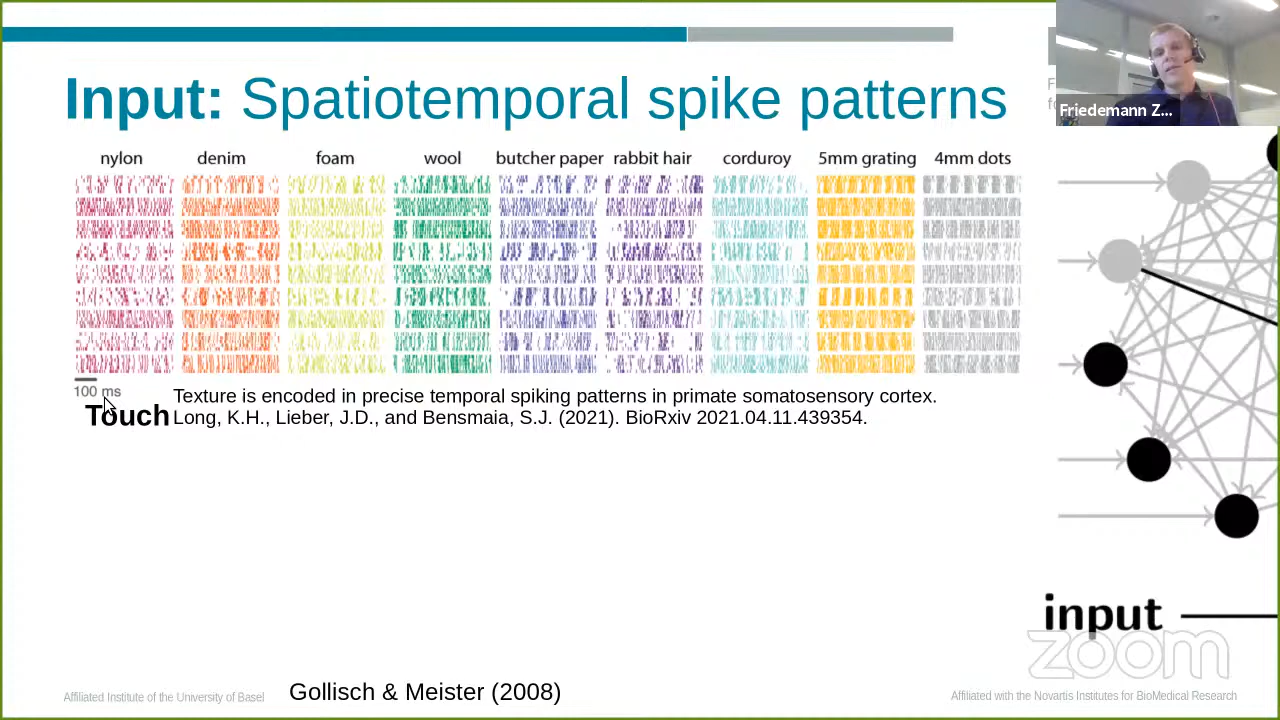 Input: Spatiotemporal spike patterns
Friedemann Z...
nylon denim foam wool butcher paper rabbit hair corduroy 5mm grating 4mm dots
100 ms
Touch
Texture is encoded in precise temporal spiking patterns in primate somatosensory cortex.
Long, K.H., Lieber, J.D., and Bensmaia, S.J. (2021). BioRxiv 2021.04.11.439354.
input
zoom
Affiliated Institute of the University of Basel
Gollisch & Meister (2008)
Affiliated with the Novartis Institutes for BioMedical Research